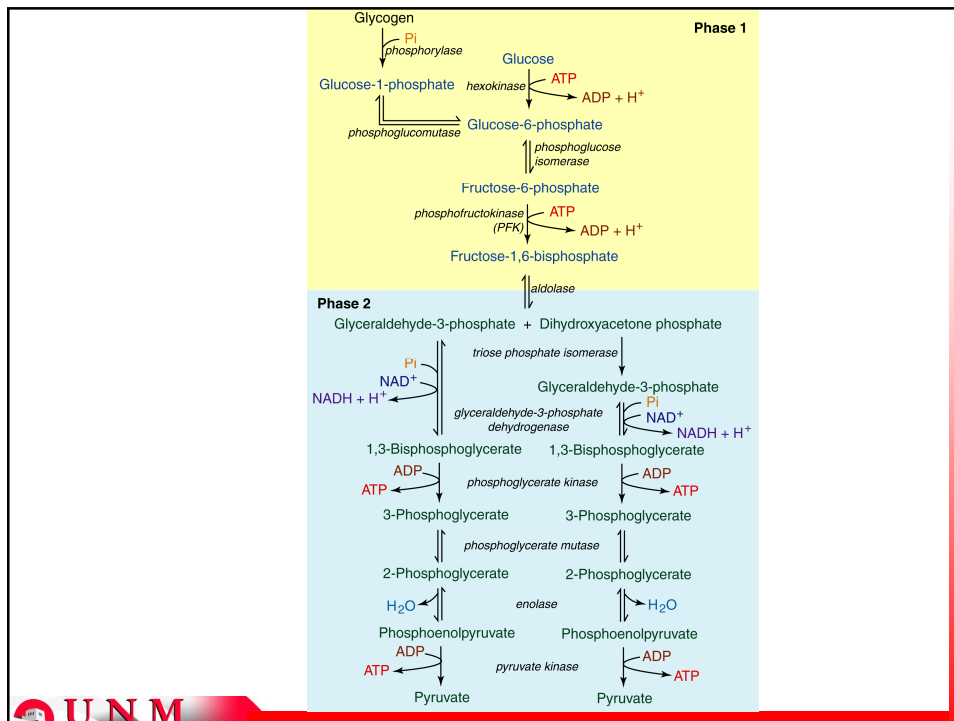 Glycogen
Phase 1
Pi
phosphorylase
Glucose
Glucose-1-phosphate
hexokinase
ATP
ADP + H+
phosphoglucomutase
Glucose-6-phosphate
phosphoglucose
isomerase
Fructose-6-phosphate
phosphofructokinase
(PFK)
ATP
ADP + H+
Fructose-1,6-bisphosphate
aldolase
Phase 2
Glyceraldehyde-3-phosphate + Dihydroxyacetone phosphate
triose phosphate isomerase
Pi
NAD+
NADH + H+
Glyceraldehyde-3-phosphate
Pi
NAD+
NADH + H+
glyceraldehyde-3-phosphate
dehydrogenase
1,3-Bisphosphoglycerate 1,3-Bisphosphoglycerate
ADP
ATP
phosphoglycerate kinase
ADP
ATP
3-Phosphoglycerate 3-Phosphoglycerate
phosphoglycerate mutase
2-Phosphoglycerate 2-Phosphoglycerate
H2O
enolase
H2O
Phosphoenolpyruvate Phosphoenolpyruvate
ADP
ATP
pyruvate kinase
ADP
ATP
Pyruvate Pyruvate
UNM